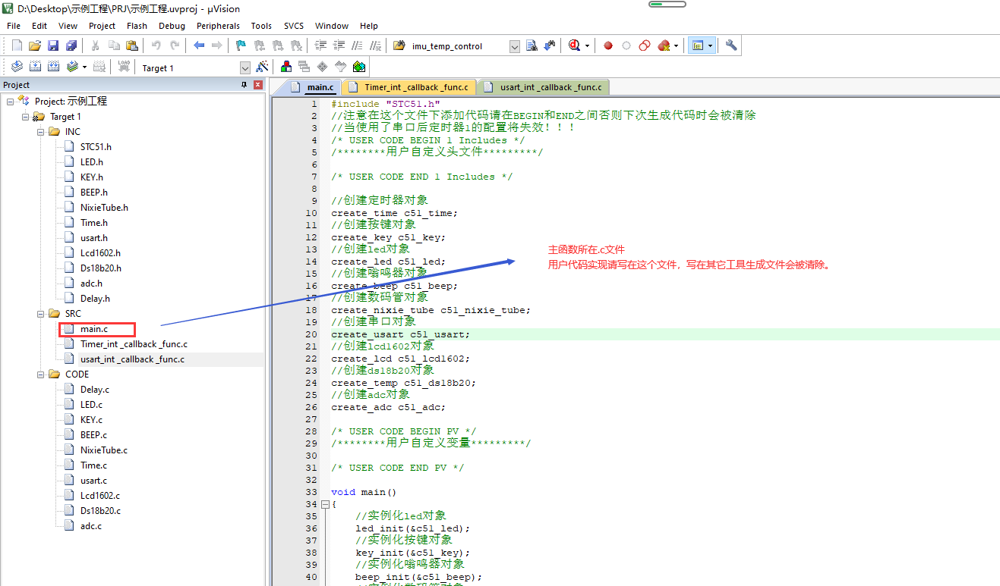 D:\Desktop\示例工程\PRJ\示例工程.uvproj - µVision
File Edit View Project Flash Debug Peripherals Tools SVCS Window Help
imu_temp_control
LOAD Target 1
Project
Project: 示例工程
Target 1
INC
STC51.h
LED.h
KEY.h
BEEP.h
NixieTube.h
Time.h
usart.h
Lcd1602.h
Ds18b20.h
adc.h
Delay.h
SRC
main.c
Timer_int _callback _func.c
usart_int _callback _func.c
CODE
Delay.c
LED.c
KEY.c
BEEP.c
NixieTube.c
Time.c
usart.c
Lcd1602.c
Ds18b20.c
adc.c
main.c Timer_int _callback _func.c usart_int _callback _func.c
1 #include "STC51.h"
2 //注意在这个文件下添加代码请在BEGIN和END之间否则下次生成代码时会被清除
3 //当使用了串口后定时器1的配置将失效！！！
4 /* USER CODE BEGIN 1 Includes */
5 /********用户自定义头文件*********/
6
7 /* USER CODE END 1 Includes */
8
9 //创建定时器对象
10 create_time c51_time;
11 //创建按键对象
12 create_key c51_key;
13 //创建led对象
14 create_led c51_led;
15 //创建嗡鸣器对象
16 create_beep c51_beep;
17 //创建数码管对象
18 create_nixie_tube c51_nixie_tube;
19 //创建串口对象
20 create_usart c51_usart;
21 //创建lcd1602对象
22 create_lcd c51_lcd1602;
23 //创建ds18b20对象
24 create_temp c51_ds18b20;
25 //创建adc对象
26 create_adc c51_adc;
27
28 /* USER CODE BEGIN PV */
29 /********用户自定义变量*********/
30
31 /* USER CODE END PV */
32
33 void main()
34 {
35 //实例化led对象
36 led_init(&c51_led);
37 //实例化按键对象
38 key_init(&c51_key);
39 //实例化嗡鸣器对象
40 beep_init(&c51_beep);
//实例化数码管对象
主函数所在.c文件
用户代码实现请写在这个文件，写在其它工具生成文件会被清除。